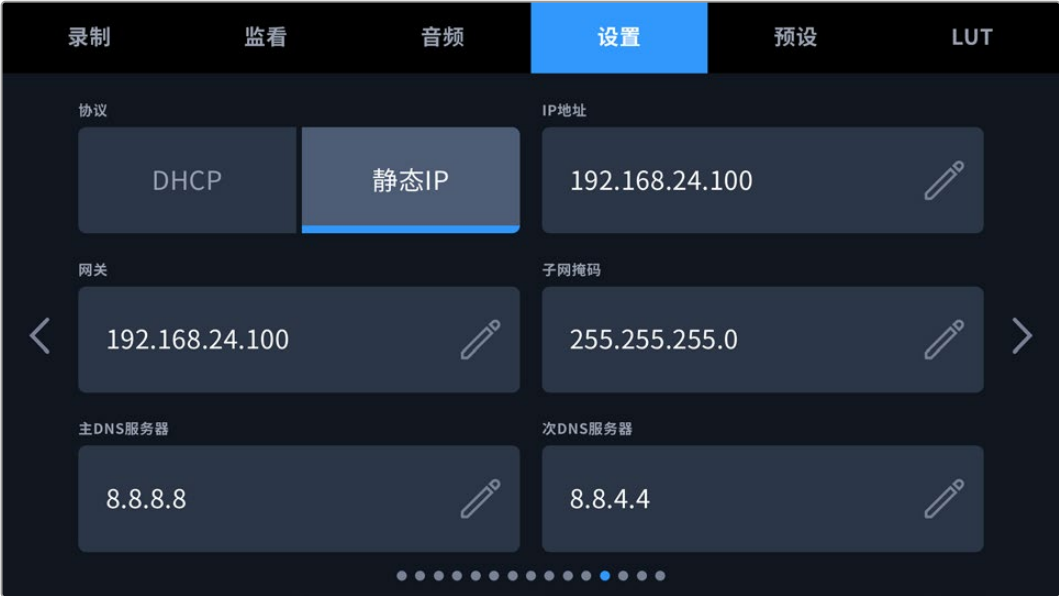 录制 监看 音频 设置 预设 LUT
协议 IP地址
DHCP 静态IP 192.168.24.100
网关 子网掩码
192.168.24.100 255.255.255.0
主DNS服务器 次DNS服务器
8.8.8.8 8.8.4.4